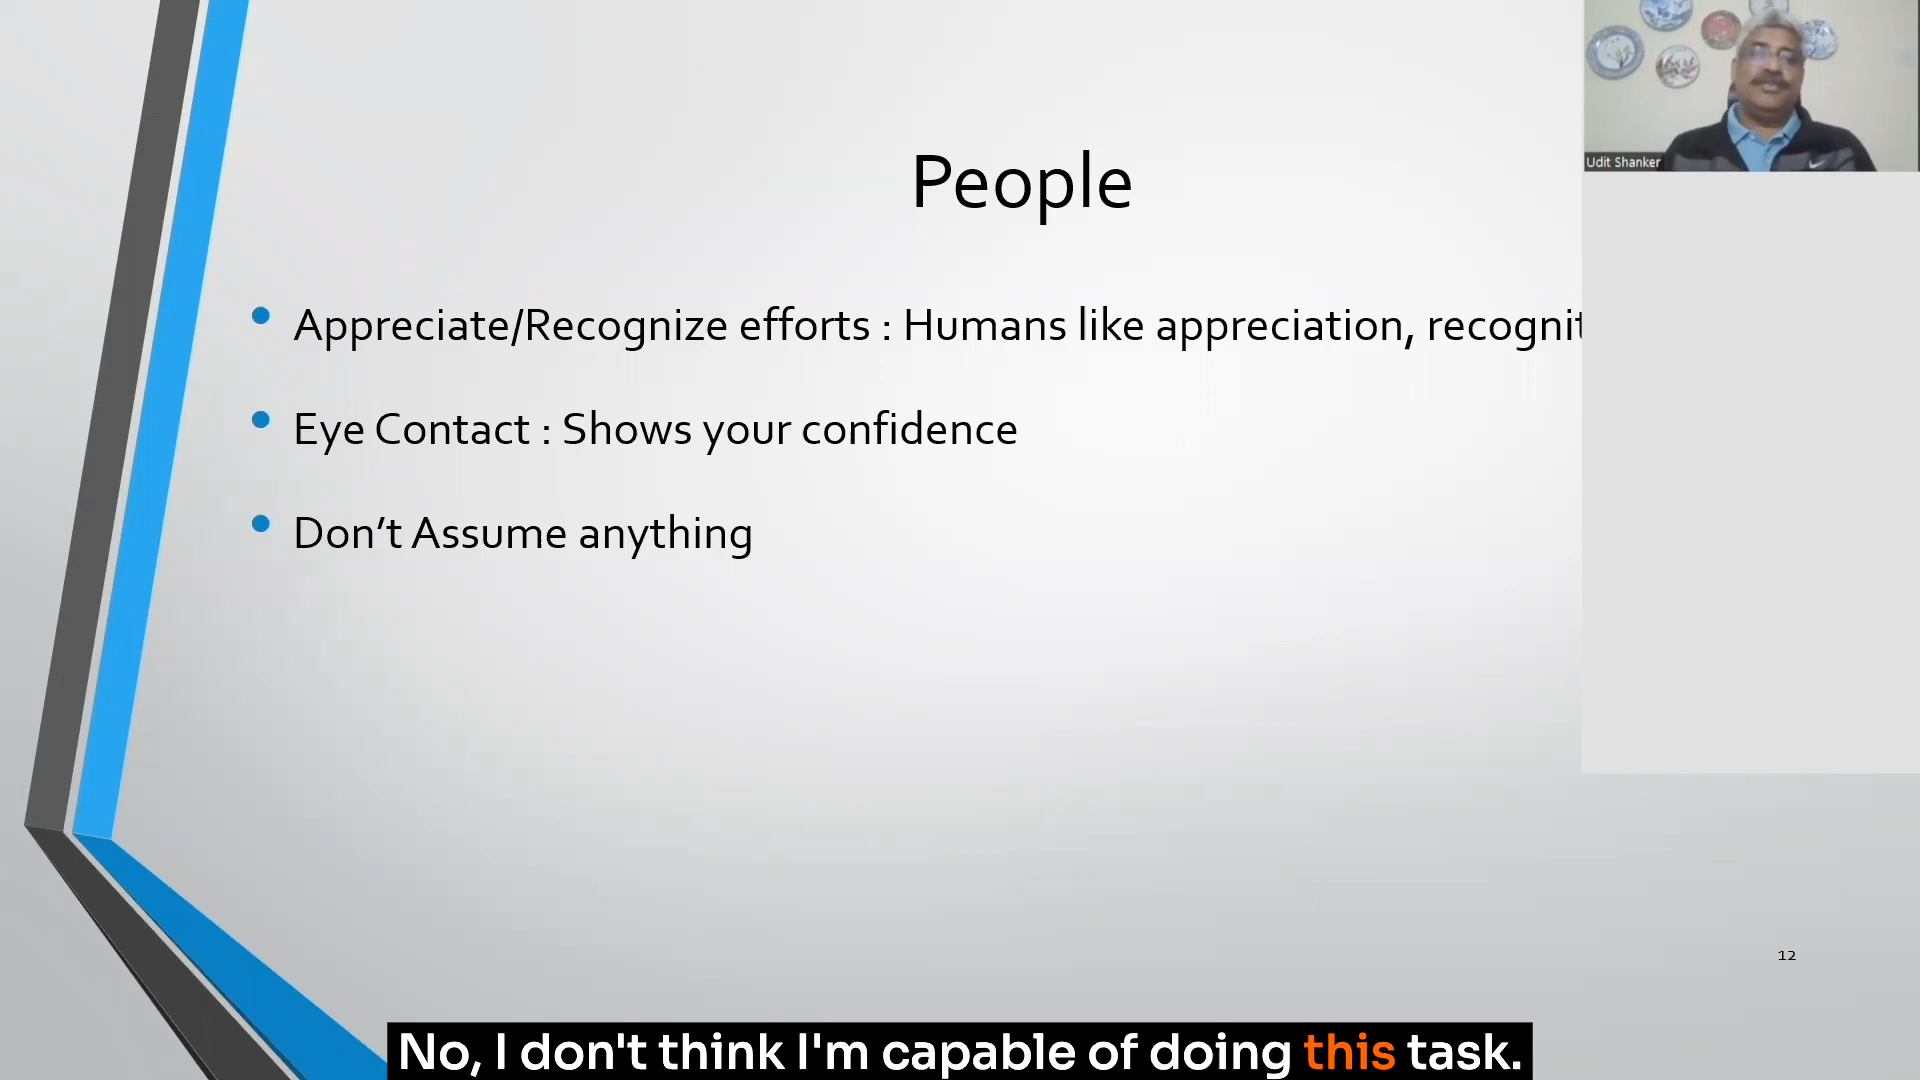 Udit Shanker
People
Appreciate/Recognize efforts : Humans like appreciation,
Eye Contact : Shows your confidence
Don’t Assume anything
12
No, I don't think I'm capable of doing this task.